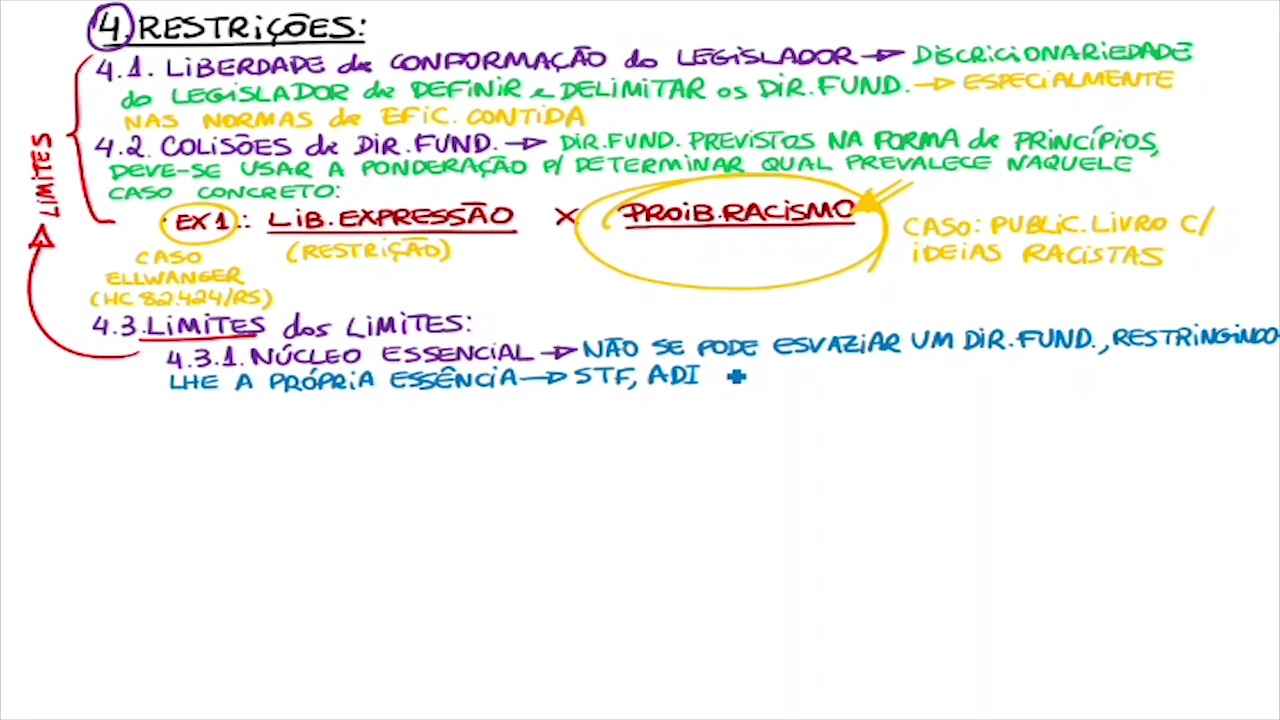 4. RESTRIÇÕES:
4.1. LIBERDADE de CONFORMAÇÃO do LEGISLADOR → DISCRICIONARIEDADE
do LEGISLADOR de DEFINIR e DELIMITAR os DIR. FUND. → ESPECIALMENTE
NAS NORMAS de EFIC. CONTIDA
4.2. COLISÕES de DIR. FUND. → DIR. FUND. PREVISTOS NA FORMA de PRINCÍPIOS,
DEVE-SE USAR A PONDERAÇÃO P/ DETERMINAR QUAL PREVALECE NAQUELE
CASO CONCRETO:
LIMITES
EX 1.: LIB. EXPRESSÃO X PROIB. RACISMO
(RESTRIÇÃO)
CASO: PUBLIC. LIVRO C/
IDEIAS RACISTAS
CASO
ELLWANGER
(HC 82.424/RS)
4.3. LIMITES dos LIMITES:
4.3.1. NÚCLEO ESSENCIAL → NÃO SE PODE ESVAZIAR UM DIR. FUND., RESTRINGINDO-
LHE A PRÓPRIA ESSÊNCIA → STF, ADI